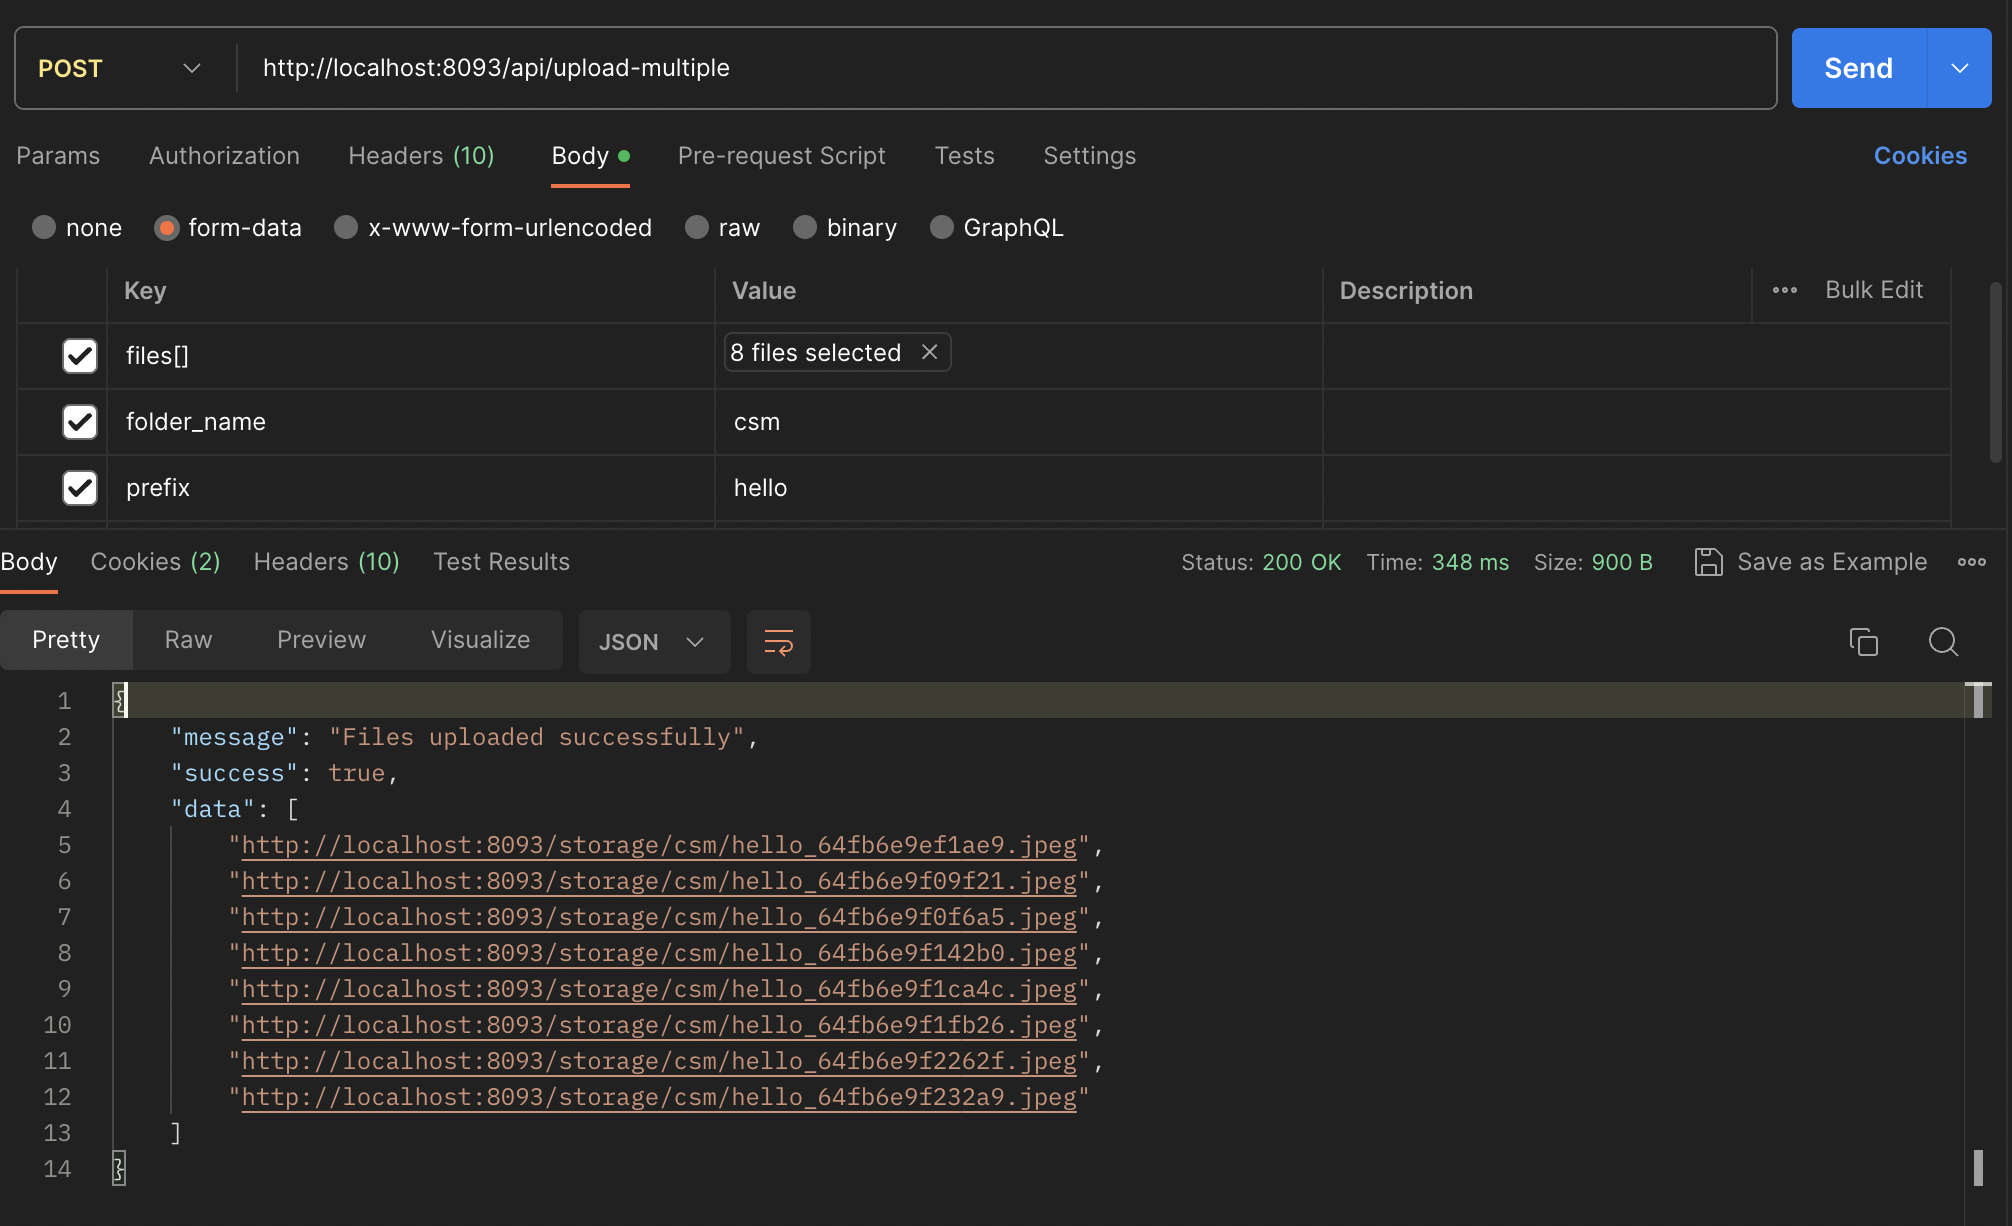 POST http://localhost:8093/api/upload-multiple Send
Params Authorization Headers (10) Body Pre-request Script Tests Settings Cookies
none form-data x-www-form-urlencoded raw binary GraphQL
Key Value Description Bulk Edit
files[] 8 files selected
folder_name csm
prefix hello
Body Cookies (2) Headers (10) Test Results Status: 200 OK Time: 348 ms Size: 900 B Save as Example
Pretty Raw Preview Visualize JSON
1 {
2 "message": "Files uploaded successfully",
3 "success": true,
4 "data": [
5 "http://localhost:8093/storage/csm/hello_64fb6e9ef1ae9.jpeg",
6 "http://localhost:8093/storage/csm/hello_64fb6e9f09f21.jpeg",
7 "http://localhost:8093/storage/csm/hello_64fb6e9f0f6a5.jpeg",
8 "http://localhost:8093/storage/csm/hello_64fb6e9f142b0.jpeg",
9 "http://localhost:8093/storage/csm/hello_64fb6e9f1ca4c.jpeg",
10 "http://localhost:8093/storage/csm/hello_64fb6e9f1fb26.jpeg",
11 "http://localhost:8093/storage/csm/hello_64fb6e9f2262f.jpeg",
12 "http://localhost:8093/storage/csm/hello_64fb6e9f232a9.jpeg"
13 ]
14 }